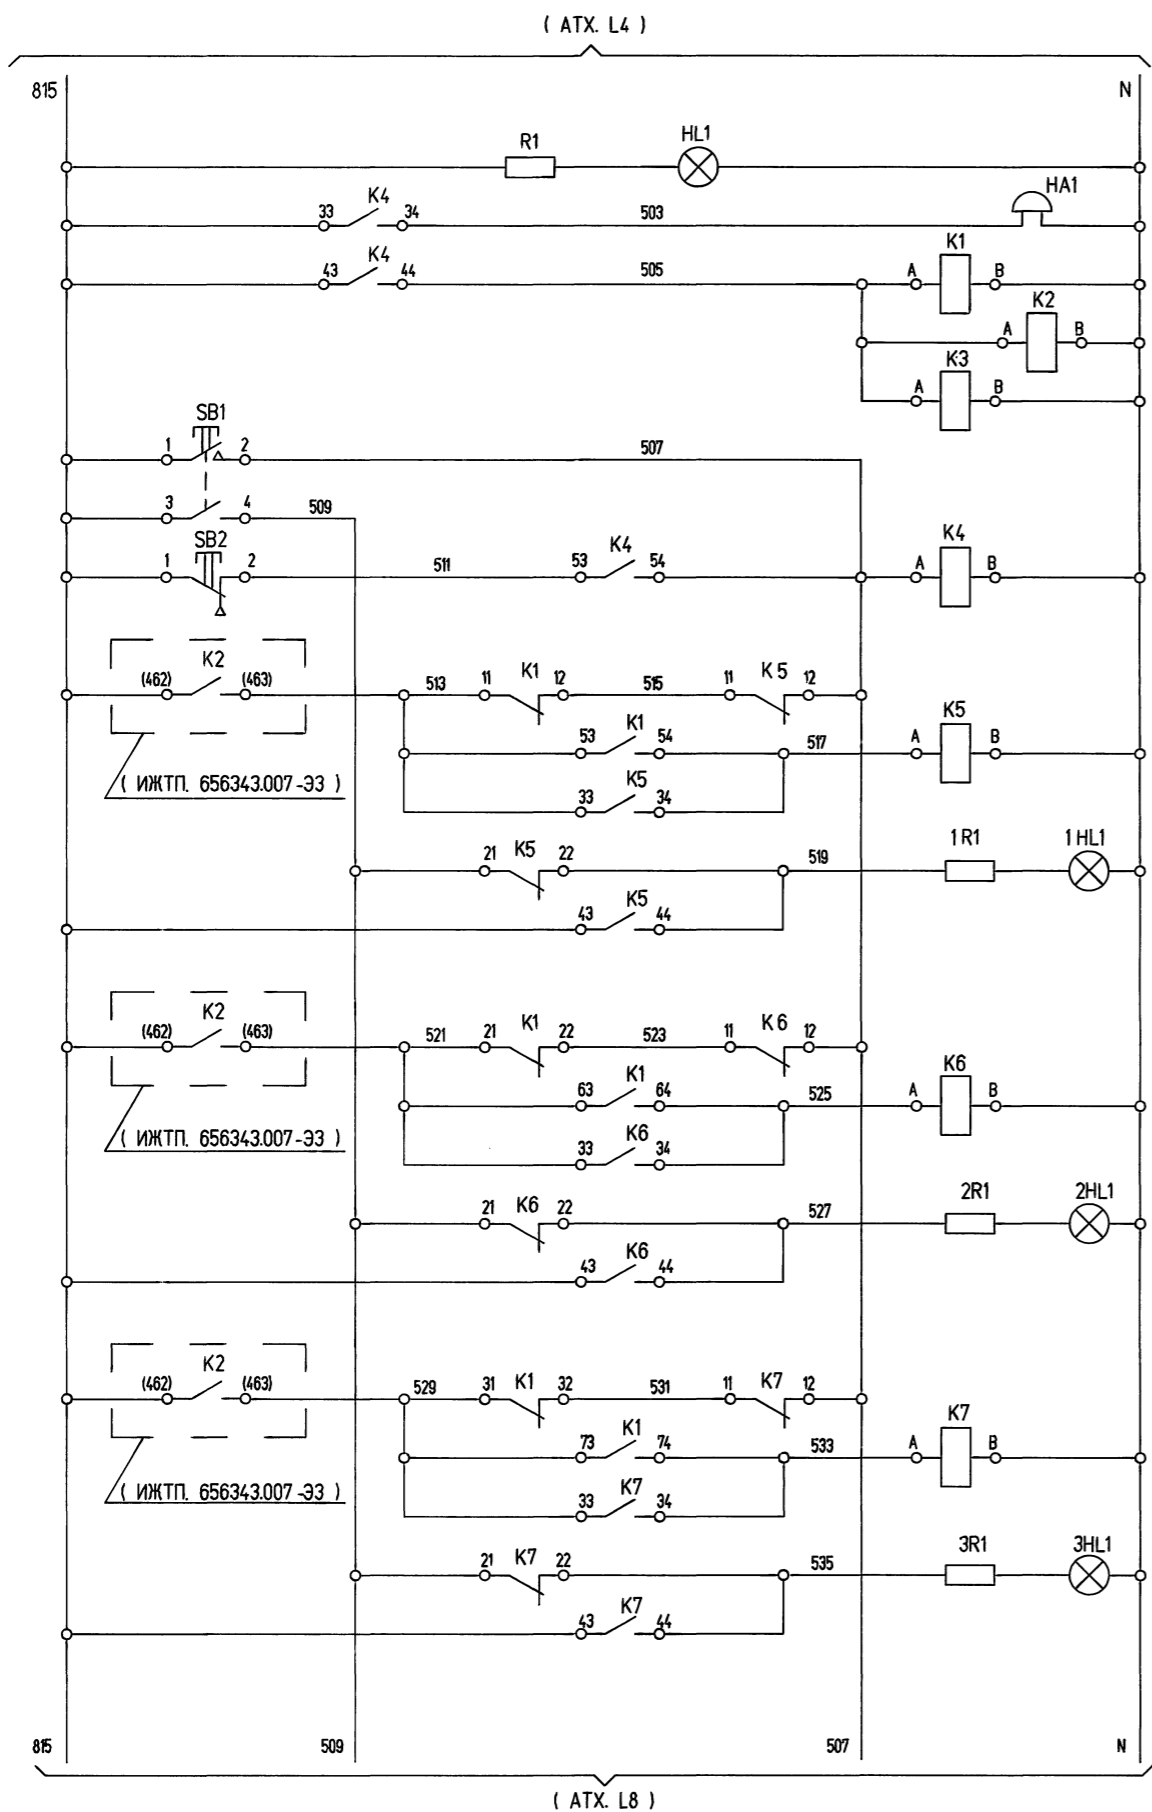 ( АТХ. L4 )
815 N
R1 HL1
HA1
33 K4 34 503
43 K4 44 505 A K1 B
A K2 B
A K3 B
SB1
1 2 507
3 4 509
SB2
1 2 511 53 K4 54 A K4 B
(462) K2 (463) 513 11 K1 12 515 11 K5 12
53 K1 54 517 A K5 B
( ИЖТП. 656343.007-ЭЗ ) 33 K5 34
21 K5 22 519 1R1 1HL1
43 K5 44
(462) K2 (463) 521 21 K1 22 523 11 K6 12
63 K1 64 525 A K6 B
( ИЖТП. 656343.007-ЭЗ ) 33 K6 34
21 K6 22 527 2R1 2HL1
43 K6 44
(462) K2 (463) 529 31 K1 32 531 11 K7 12
73 K1 74 533 A K7 B
( ИЖТП. 656343.007-ЭЗ ) 33 K7 34
21 K7 22 535 3R1 3HL1
43 K7 44
815 509 507 N
( АТХ. L8 )